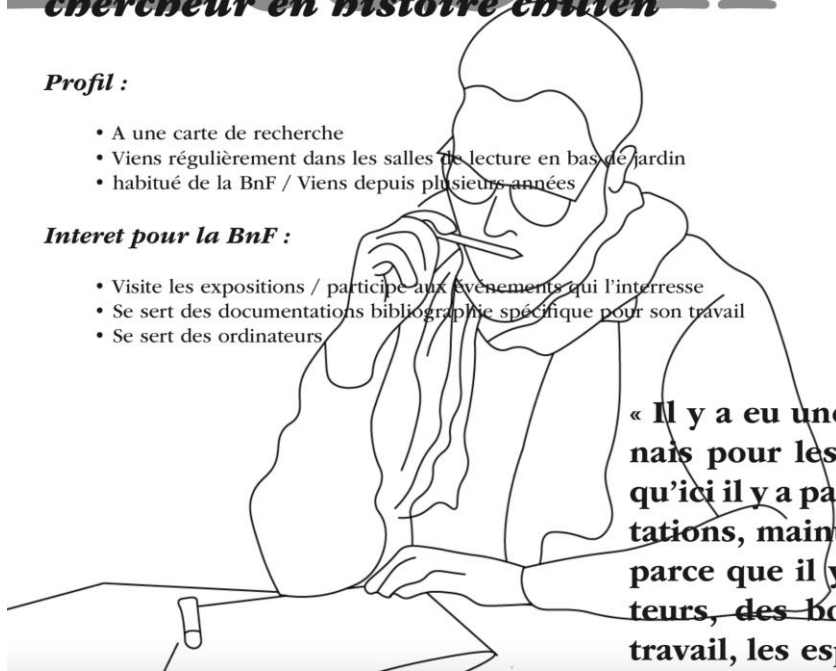 chercheur en histoire chilien
Profil :
• A une carte de recherche
• Viens régulièrement dans les salles de lecture en bas de jardin
• habitué de la BnF / Viens depuis plusieurs années
Interet pour la BnF :
• Visite les expositions / participe aux événements qui l'interresse
• Se sert des documentations bibliographie spécifique pour son travail
• Se sert des ordinateurs
« Il y a eu une
nais pour les
qu'ici il y a pa
tations, maint
parce que il y
teurs, des bo
travail, les esp